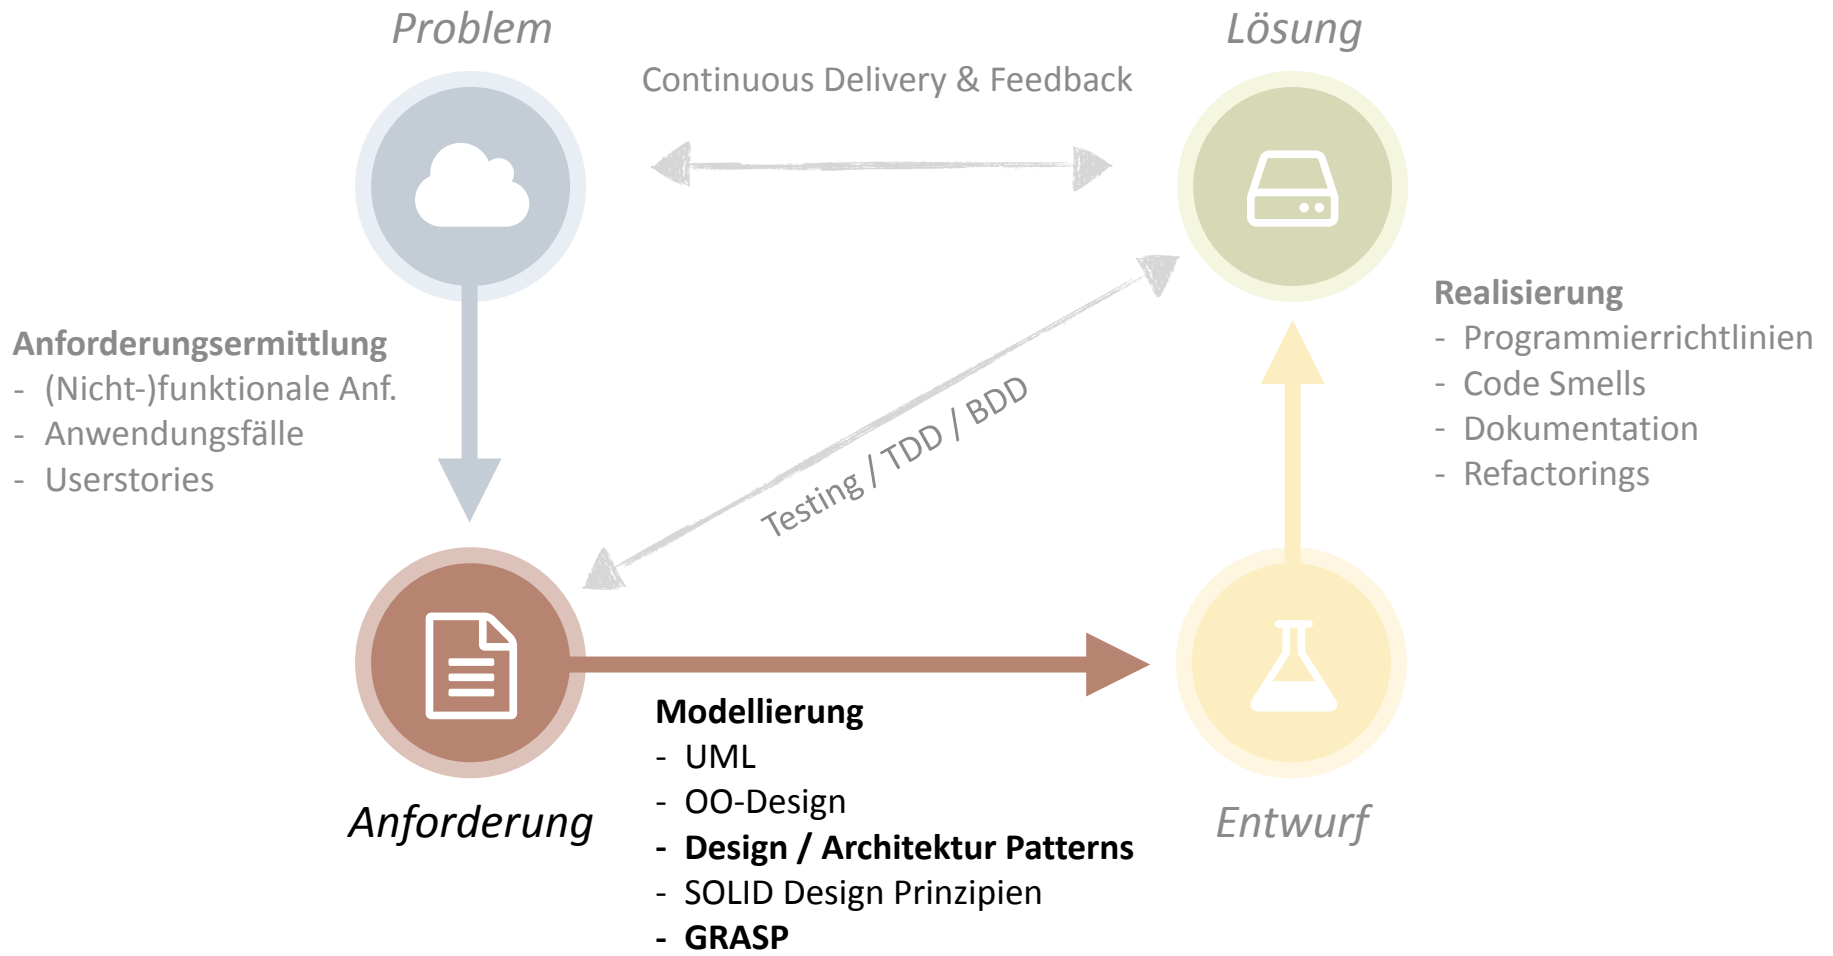 Problem
Lösung
Continuous Delivery & Feedback
Anforderungsermittlung
- (Nicht-)funktionale Anf.
- Anwendungsfälle
- Userstories
Realisierung
- Programmierrichtlinien
- Code Smells
- Dokumentation
- Refactorings
Testing / TDD / BDD
Anforderung
Modellierung
- UML
- OO-Design
- Design / Architektur Patterns
- SOLID Design Prinzipien
- GRASP
Entwurf